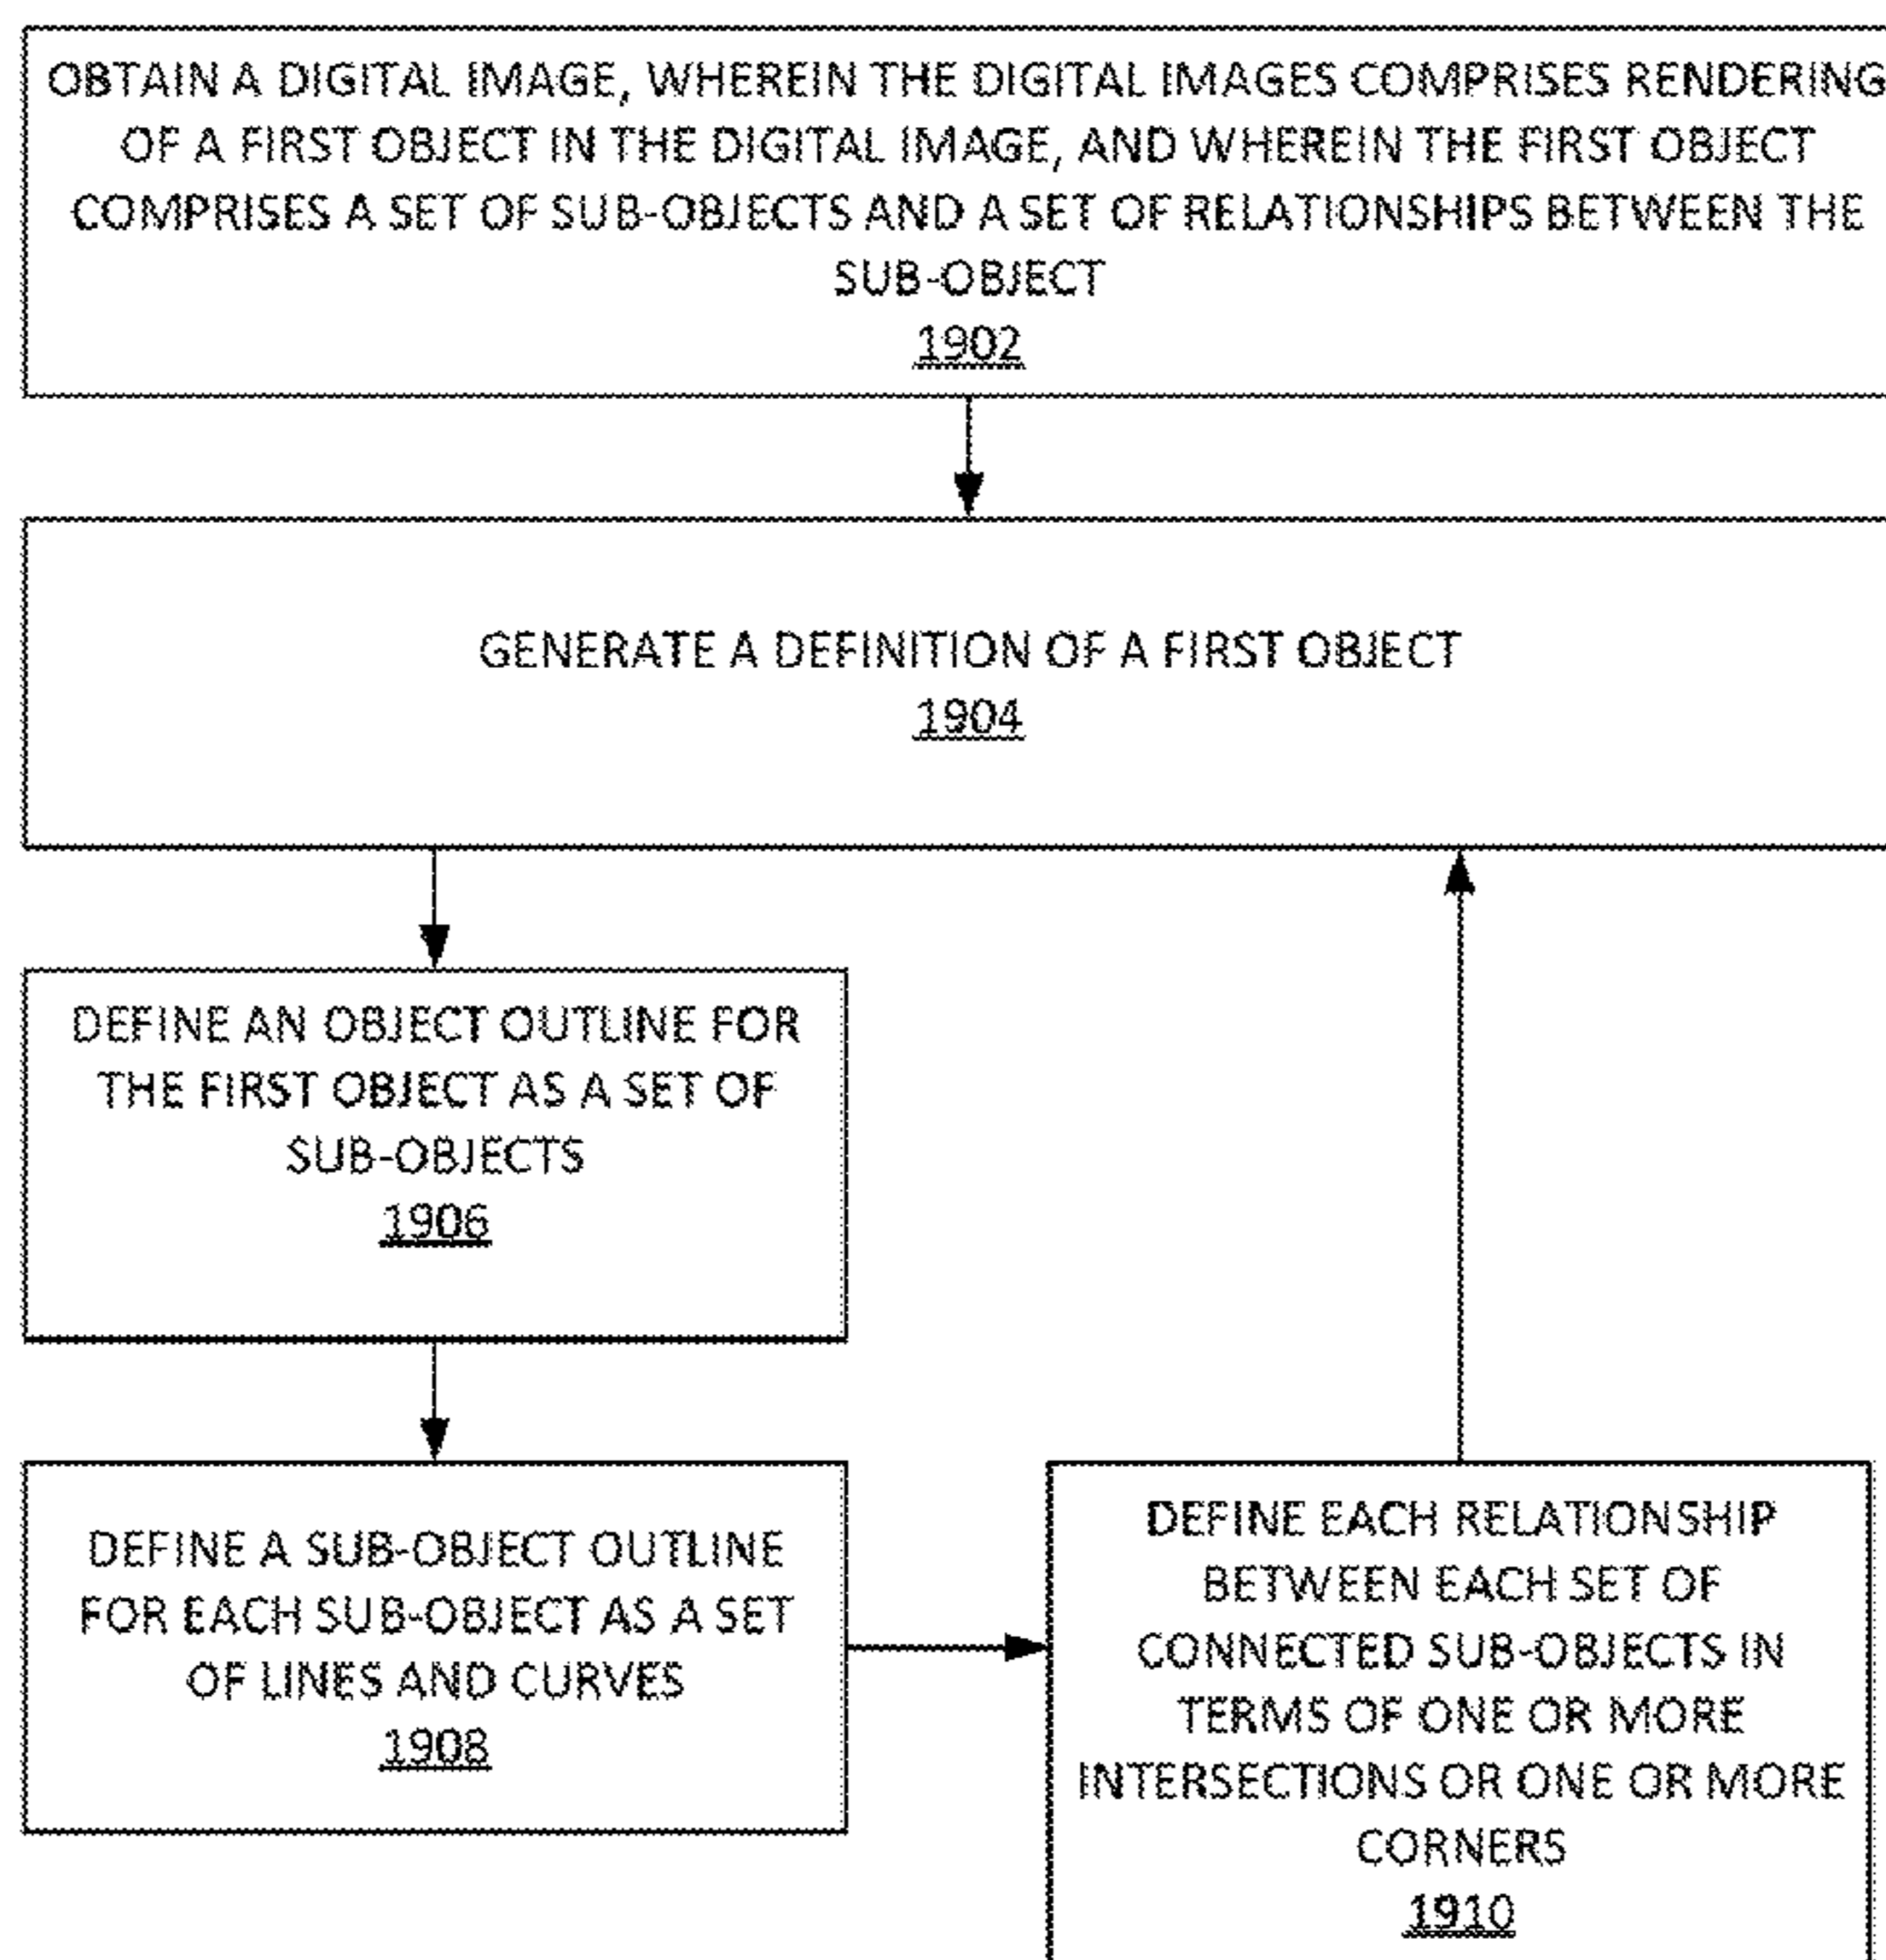 OBTAIN A DIGITAL IMAGE, WHEREIN THE DIGITAL IMAGES COMPRISES RENDERING
OF A FIRST OBJECT IN THE DIGITAL IMAGE, AND WHEREIN THE FIRST OBJECT
COMPRISES A SET OF SUB-OBJECTS AND A SET OF RELATIONSHIPS BETWEEN THE
SUB-OBJECT
1902
GENERATE A DEFINITION OF A FIRST OBJECT
1904
DEFINE AN OBJECT OUTLINE FOR
THE FIRST OBJECT AS A SET OF
SUB-OBJECTS
1906
DEFINE A SUB-OBJECT OUTLINE
FOR EACH SUB-OBJECT AS A SET
OF LINES AND CURVES
1908
DEFINE EACH RELATIONSHIP
BETWEEN EACH SET OF
CONNECTED SUB-OBJECTS IN
TERMS OF ONE OR MORE
INTERSECTIONS OR ONE OR MORE
CORNERS
1910